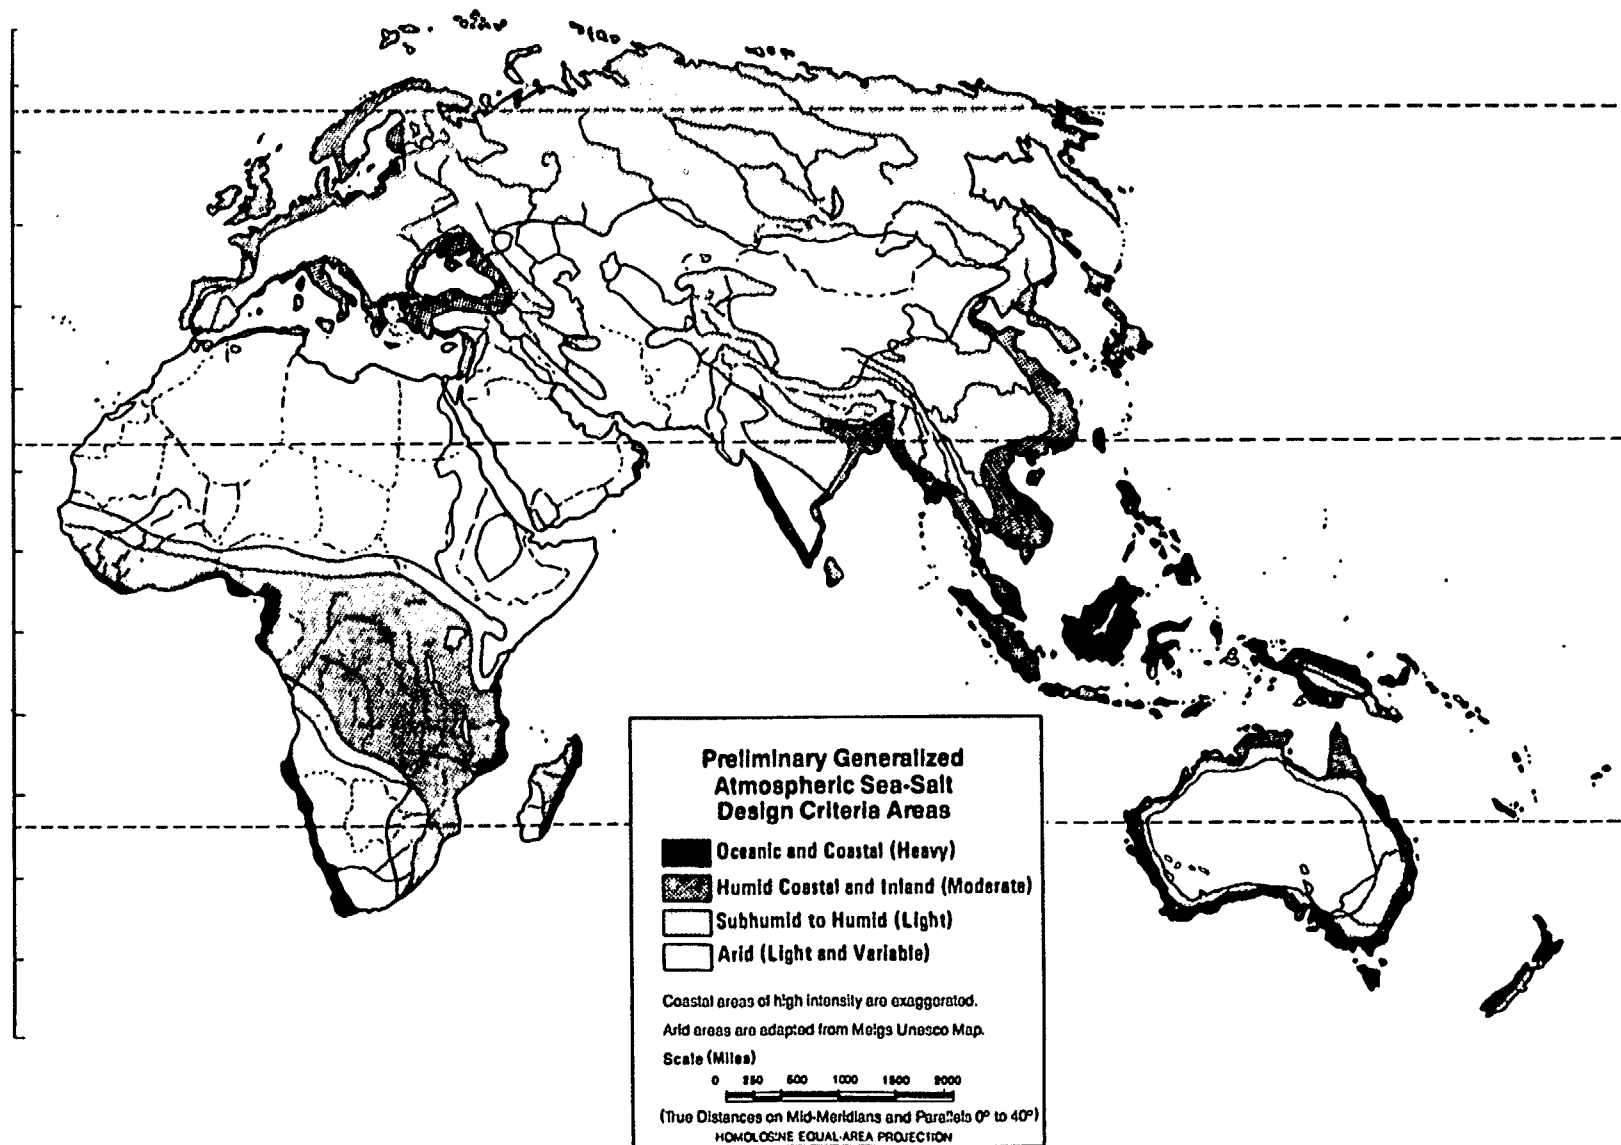 Preliminary Generalized
Atmospheric Sea-Salt
Design Criteria Areas
Oceanic and Coastal (Heavy)
Humid Coastal and Inland (Moderate)
Subhumid to Humid (Light)
Arid (Light and Variable)
Coastal areas of high intensity are exaggerated.
Arid areas are adapted from Meigs Unesco Map.
Scale (Miles)
0 250 500 1000 1500 2000
(True Distances on Mid-Meridians and Parallels 0° to 40°)
HOMOLOSINE EQUAL-AREA PROJECTION